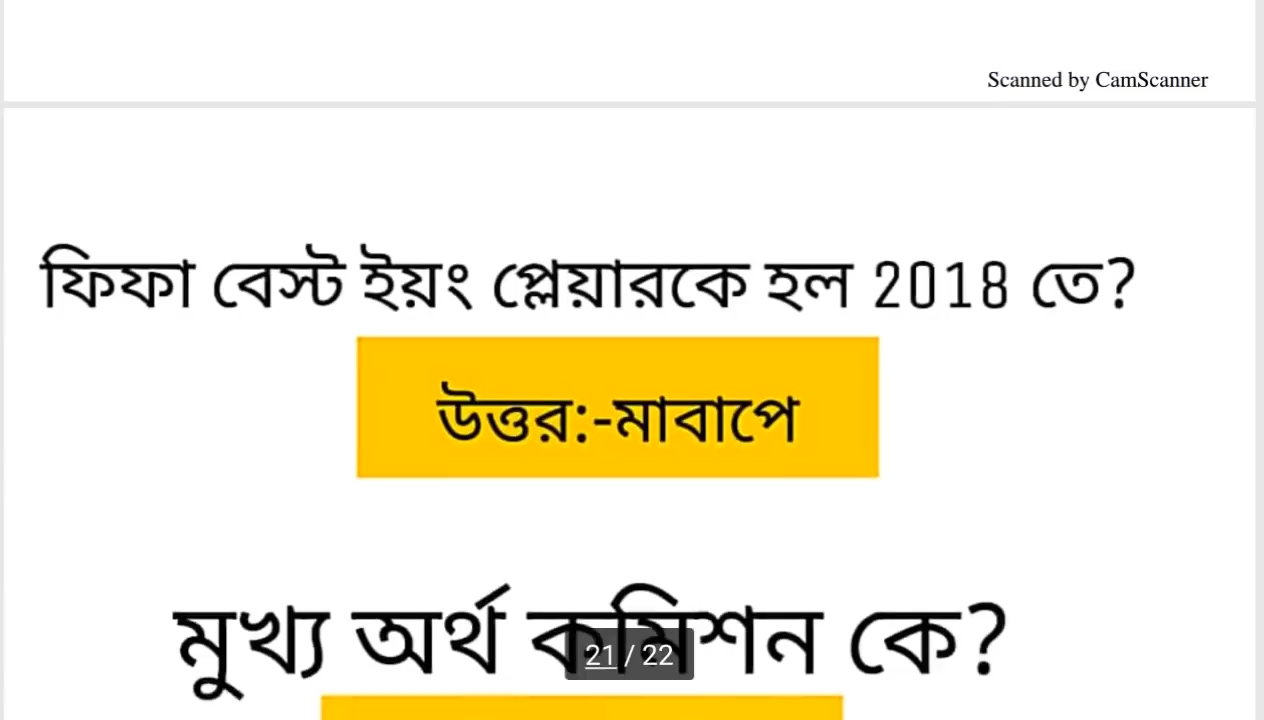 Scanned by CamScanner
ফিফা বেস্ট ইয়ং প্লেয়ারকে হল 2018 তে?
উত্তর:-মাবাপে
মুখ্য অর্থ কমিশন কে?
21 / 22